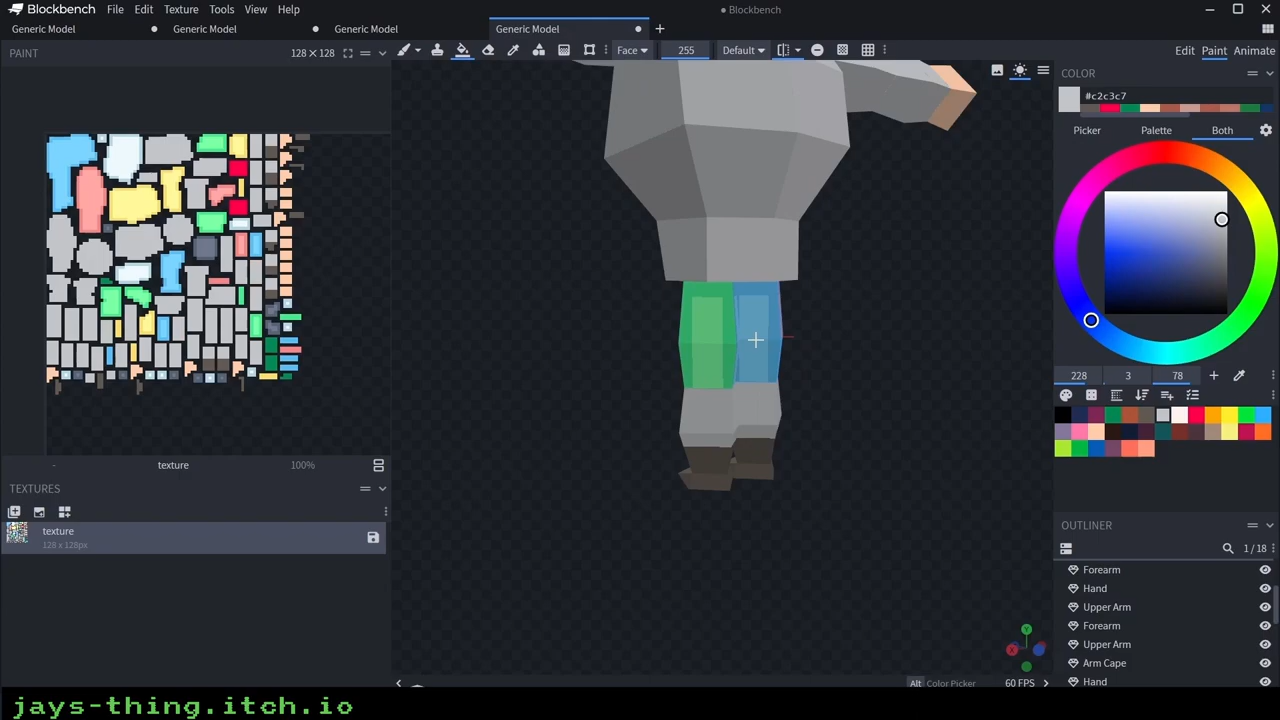 Blockbench File Edit Texture Tools View Help Blockbench
Generic Model Generic Model Generic Model Generic Model
PAINT 128 × 128 Face 255 Default Edit Paint Animate
COLOR
#c2c3c7
Picker Palette Both
228 3 78
- texture 100%
TEXTURES
texture
128 x 128px
OUTLINER
1 / 18
Forearm
Hand
Upper Arm
Forearm
Upper Arm
Arm Cape
Hand
Alt Color Picker 60 FPS
jays-thing.itch.io